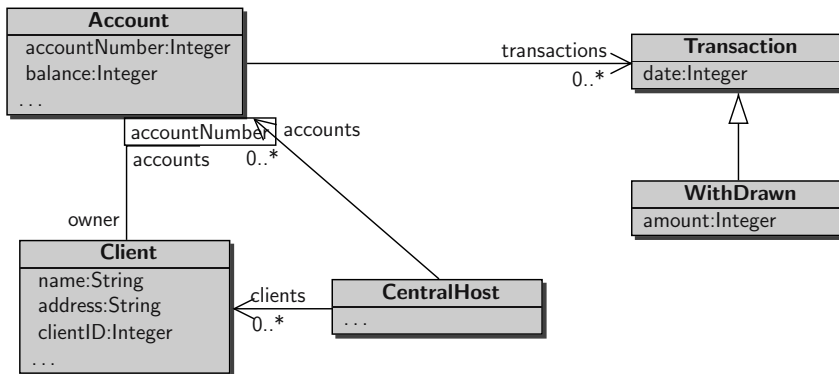 Account
accountNumber:Integer
balance:Integer
. . .
transactions
0..*
Transaction
date:Integer
accountNumber
accounts
accounts
0..*
WithDrawn
amount:Integer
owner
Client
name:String
address:String
clientID:Integer
. . .
clients
0..*
CentralHost
. . .